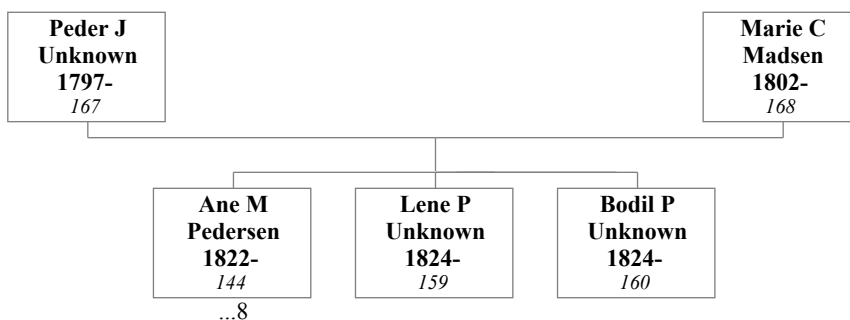 Peder J
Unknown
1797-
167
Marie C
Madsen
1802-
168
Ane M
Pedersen
1822-
144
...8
Lene P
Unknown
1824-
159
Bodil P
Unknown
1824-
160